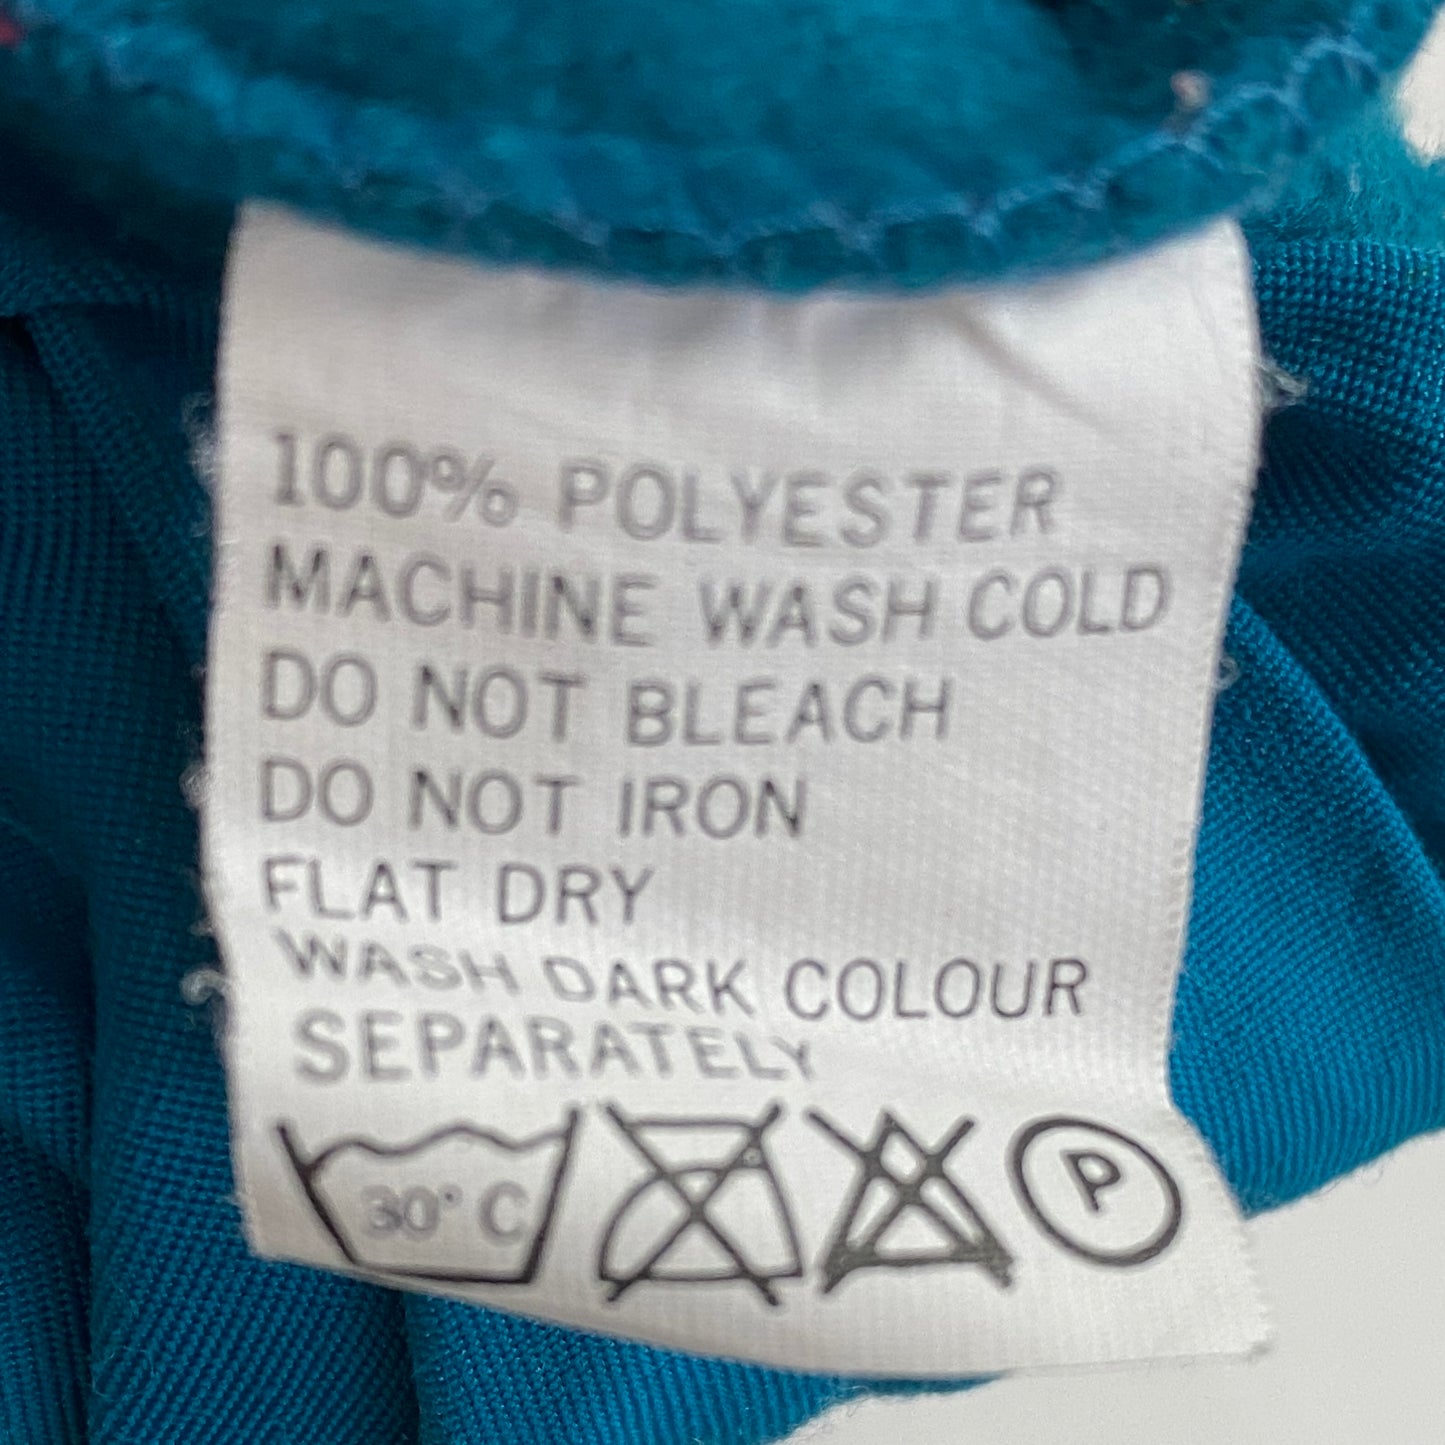 100% POLYESTER
MACHINE WASH COLD
DO NOT BLEACH
DO NOT IRON
FLAT DRY
WASH DARK COLOUR
SEPARATELY
30° C P